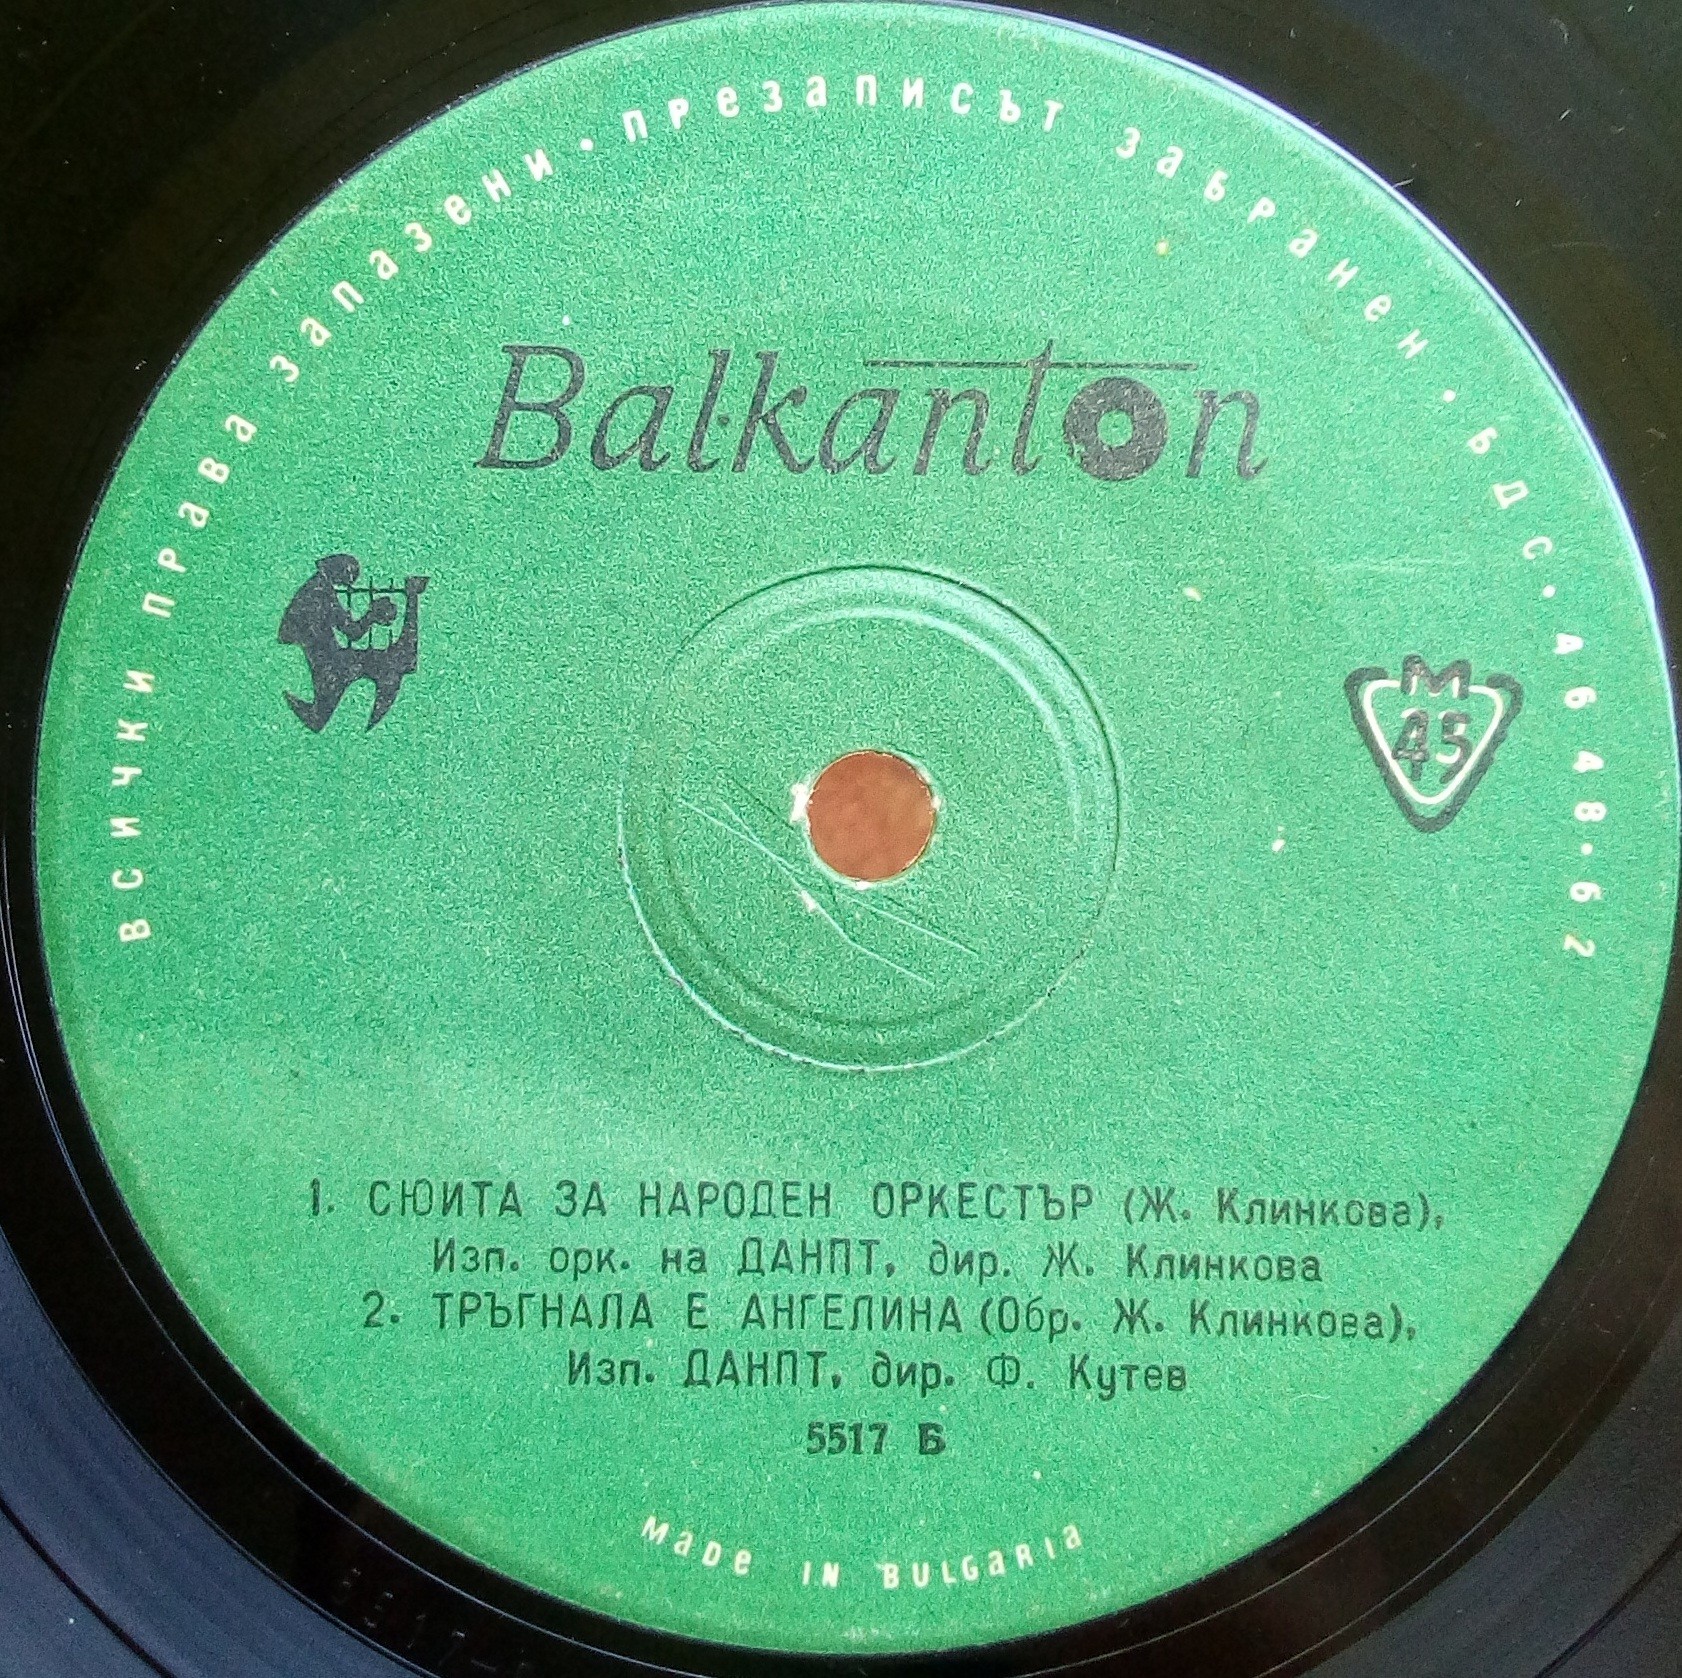 всички права запазени · презаписът забранен · бдс · а648 · 62
Balkanton
М
45
1. СЮИТА ЗА НАРОДЕН ОРКЕСТЪР (Ж. Клинкова),
Изп. орк. на ДАНПТ, дир. Ж. Клинкова
2. ТРЪГНАЛА Е АНГЕЛИНА (Обр. Ж. Клинкова),
Изп. ДАНПТ, дир. Ф. Кутев
5517 Б
MaDe IN BULGaRIa